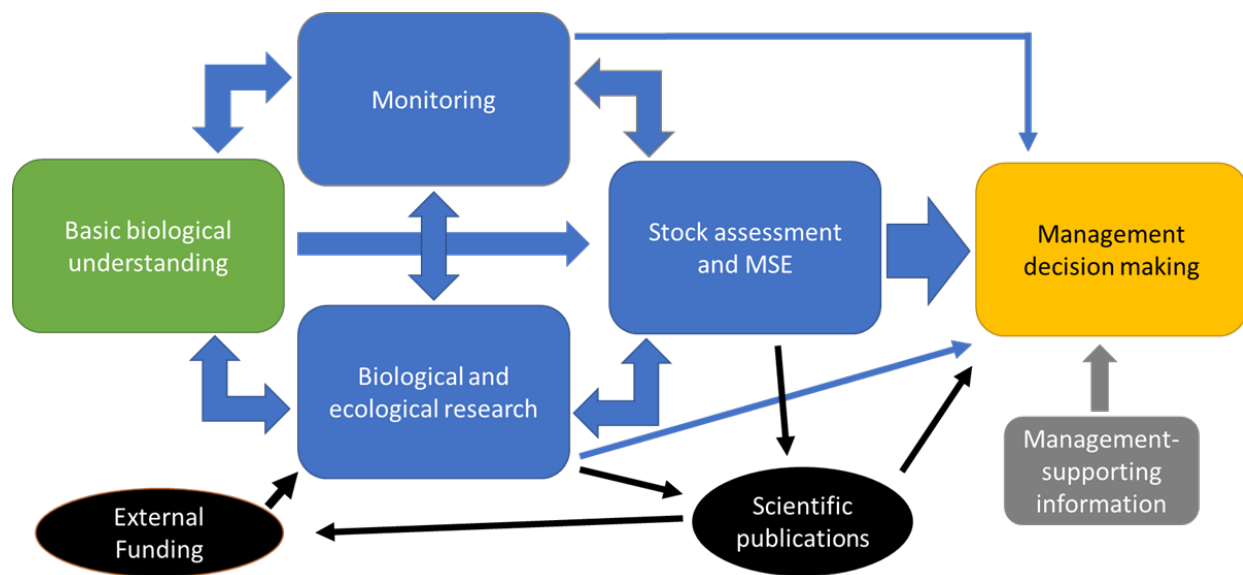 Monitoring
Basic biological
understanding
Stock assessment
and MSE
Management
decision making
Biological and
ecological research
Management-
supporting
information
External
Funding
Scientific
publications